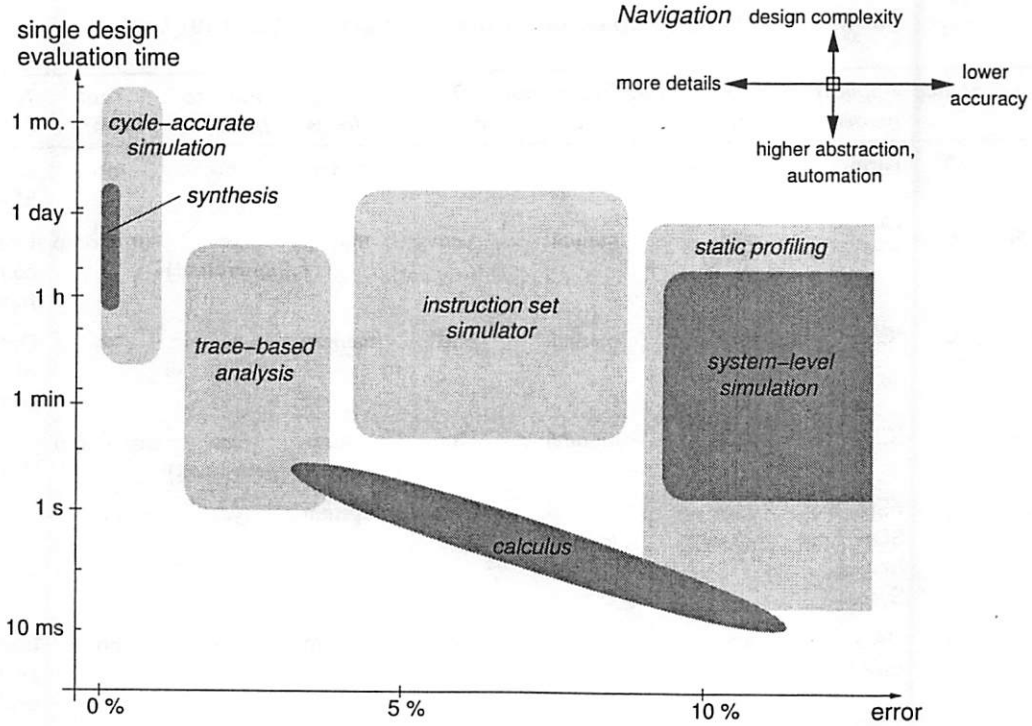 Navigation
design complexity
more details
lower
accuracy
higher abstraction,
automation
single design
evaluation time
1 mo.
1 day
1 h
1 min
1 s
10 ms
cycle-accurate
simulation
synthesis
trace-based
analysis
instruction set
simulator
static profiling
system-level
simulation
calculus
0 %
5 %
10 %
error